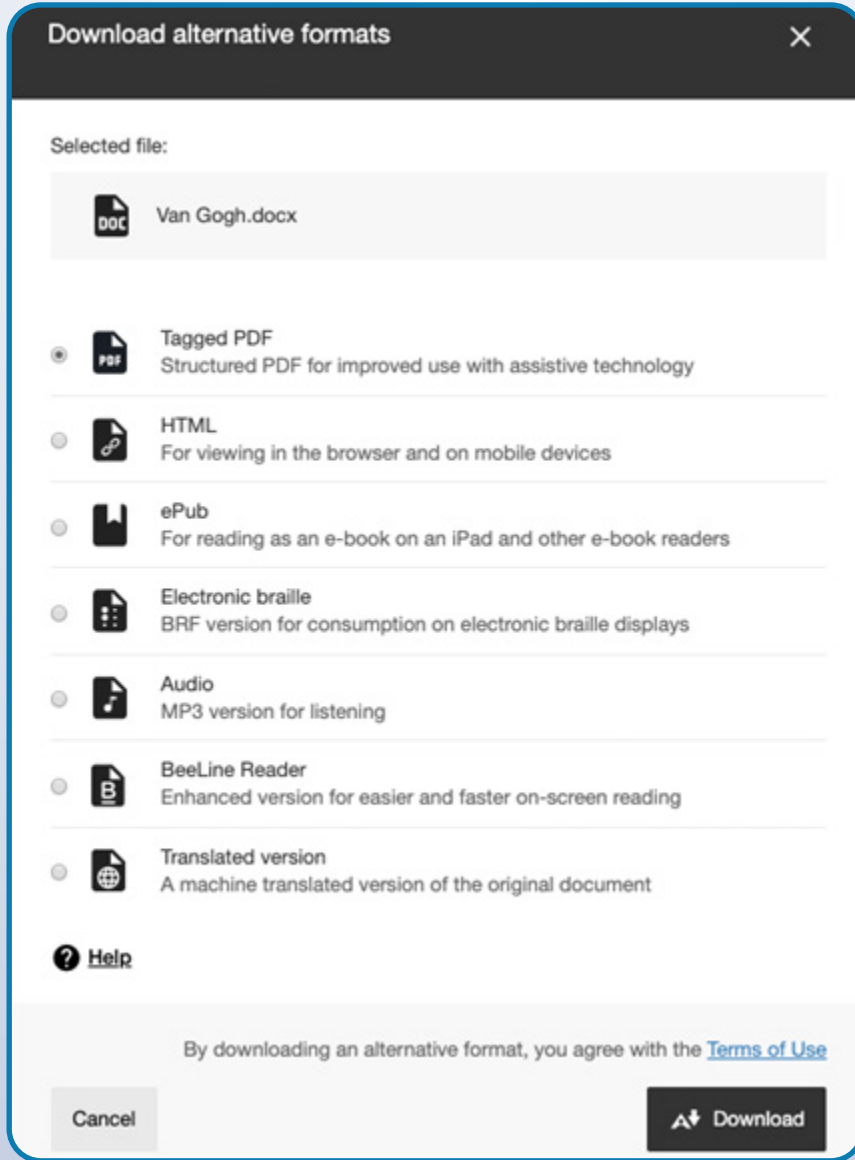 Download alternative formats
Selected file:
DOC
Van Gogh.docx
PDF
Tagged PDF
Structured PDF for improved use with assistive technology
HTML
For viewing in the browser and on mobile devices
ePub
For reading as an e-book on an iPad and other e-book readers
Electronic braille
BRF version for consumption on electronic braille displays
Audio
MP3 version for listening
B
BeeLine Reader
Enhanced version for easier and faster on-screen reading
Translated version
A machine translated version of the original document
? Help
By downloading an alternative format, you agree with the Terms of Use
Cancel
A Download